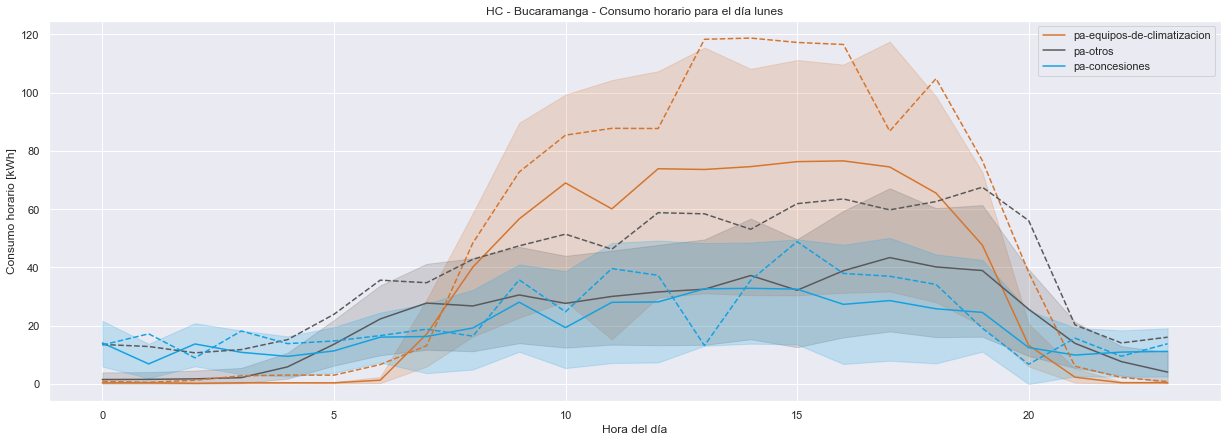 HC - Bucaramanga - Consumo horario para el día lunes
pa-equipos-de-climatizacion
pa-otros
pa-concesiones
Consumo horario [kWh]
120
100
80
60
40
20
0
0 5 10 15 20
Hora del día